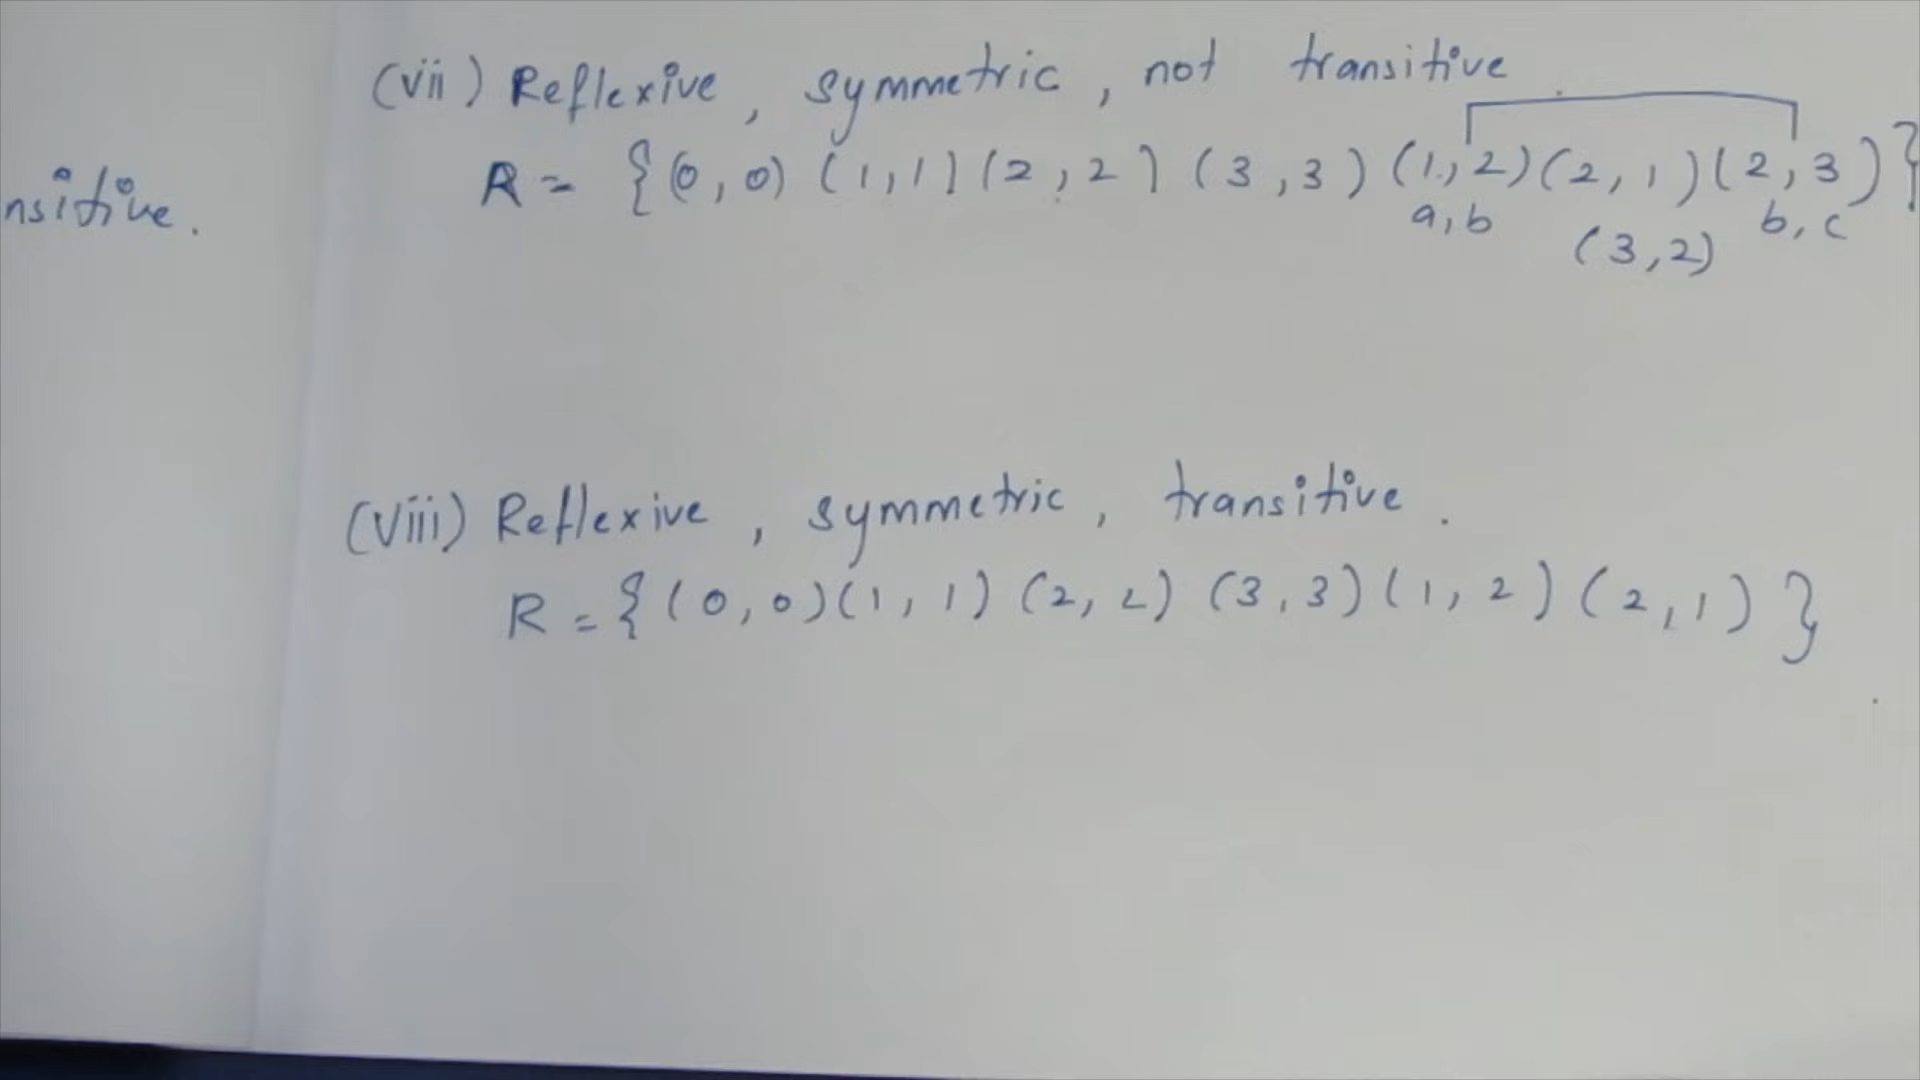 (vii) Reflexive, symmetric, not transitive.
R = {(0,0) (1,1) (2,2) (3,3) (1,2) (2,1) (2,3)}
nsitive.
a,b b,c
(3,2)
(viii) Reflexive, symmetric, transitive.
R = {(0,0) (1,1) (2,2) (3,3) (1,2) (2,1)}